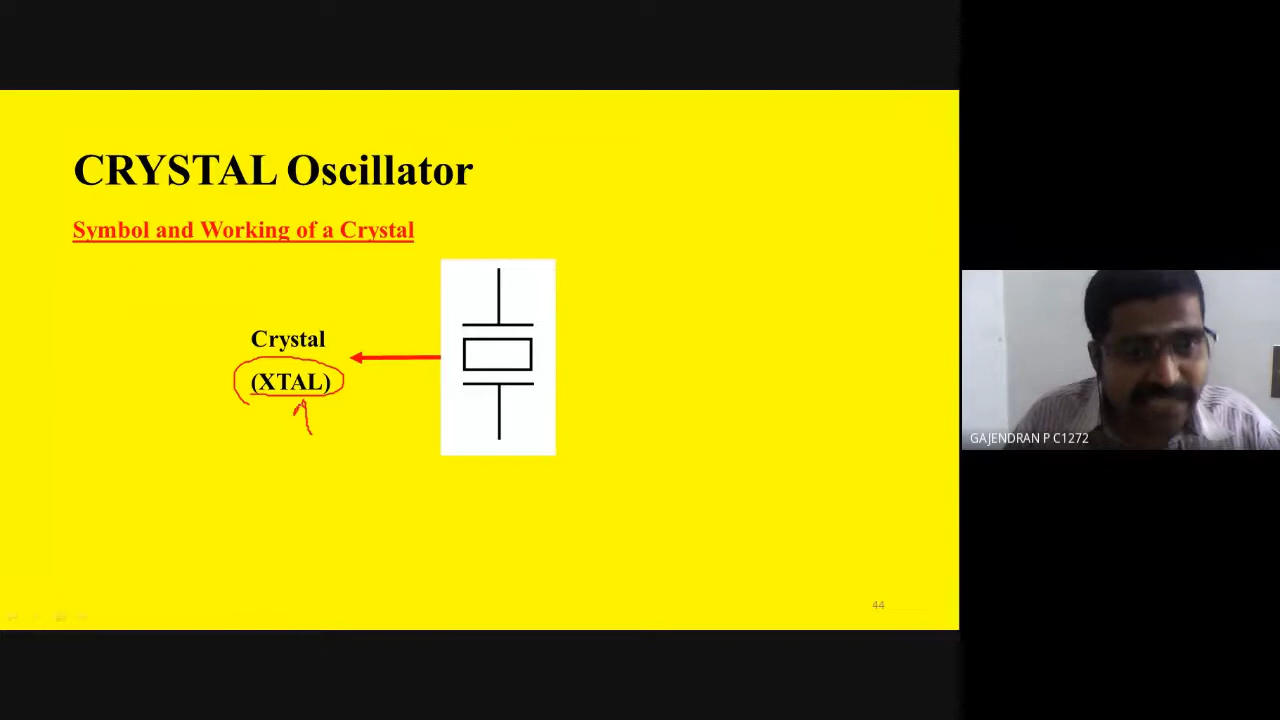 CRYSTAL Oscillator
Symbol and Working of a Crystal
Crystal
(XTAL)
44
GAJENDRAN P C1272